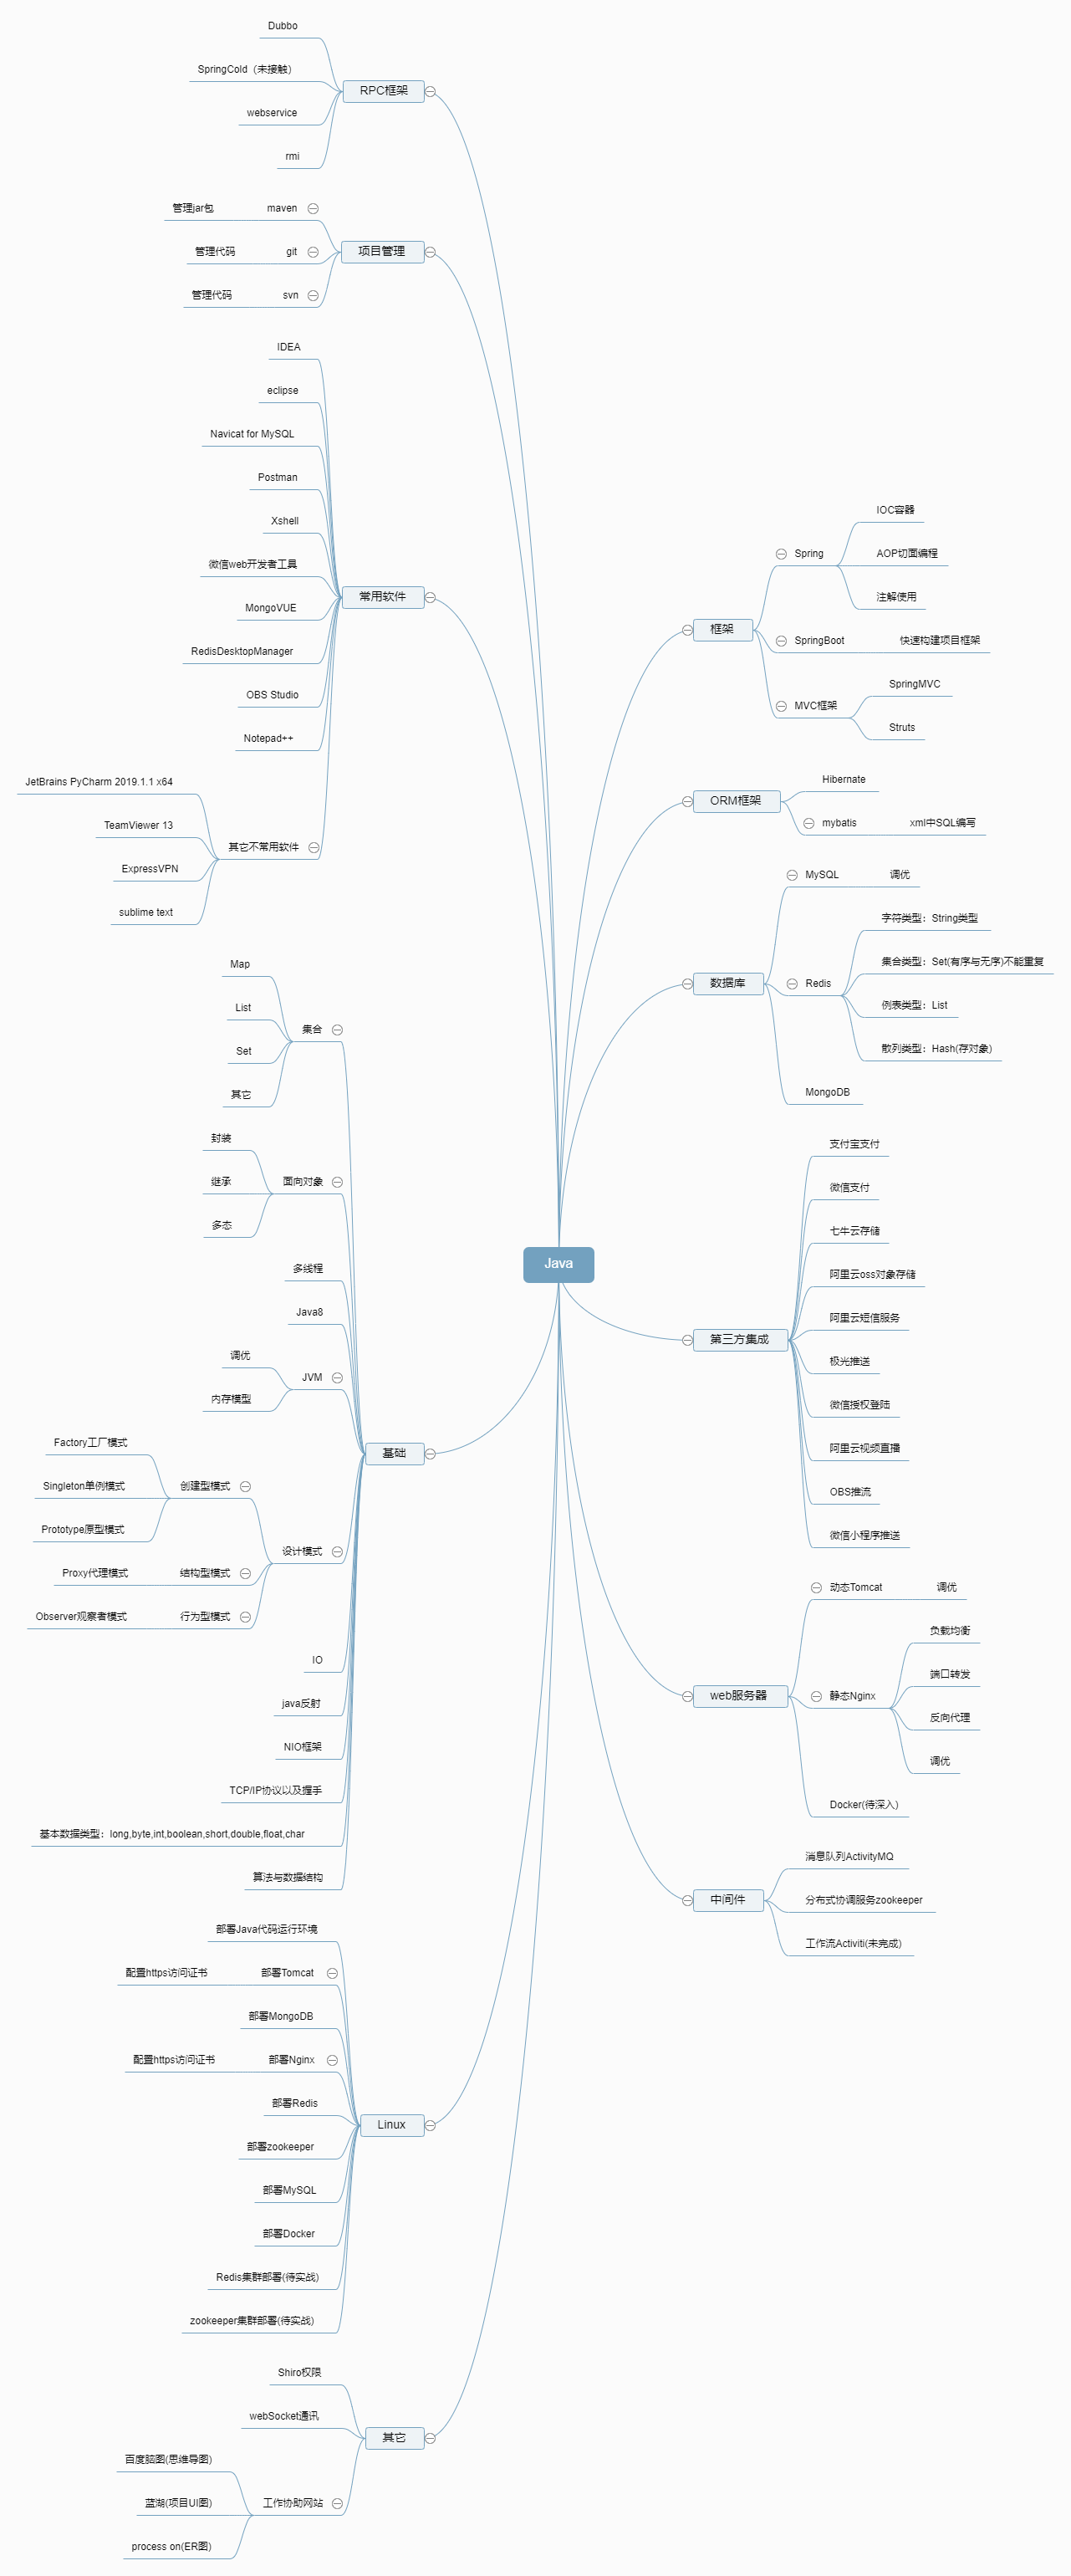 Java
RPC框架
Dubbo
SpringCold（未接触）
webservice
rmi
项目管理
maven
管理jar包
git
管理代码
svn
管理代码
常用软件
IDEA
eclipse
Navicat for MySQL
Postman
Xshell
微信web开发者工具
MongoVUE
RedisDesktopManager
OBS Studio
Notepad++
其它不常用软件
JetBrains PyCharm 2019.1.1 x64
TeamViewer 13
ExpressVPN
sublime text
基础
集合
Map
List
Set
其它
面向对象
封装
继承
多态
多线程
Java8
JVM
调优
内存模型
设计模式
创建型模式
Factory工厂模式
Singleton单例模式
Prototype原型模式
结构型模式
Proxy代理模式
行为型模式
Observer观察者模式
IO
java反射
NIO框架
TCP/IP协议以及握手
基本数据类型：long,byte,int,boolean,short,double,float,char
算法与数据结构
Linux
部署Java代码运行环境
部署Tomcat
配置https访问证书
部署MongoDB
部署Nginx
配置https访问证书
部署Redis
部署zookeeper
部署MySQL
部署Docker
Redis集群部署(待实战)
zookeeper集群部署(待实战)
其它
Shiro权限
webSocket通讯
工作协助网站
百度脑图(思维导图)
蓝湖(项目UI图)
process on(ER图)
框架
Spring
IOC容器
AOP切面编程
注解使用
SpringBoot
快速构建项目框架
MVC框架
SpringMVC
Struts
ORM框架
Hibernate
mybatis
xml中SQL编写
数据库
MySQL
调优
Redis
字符类型：String类型
集合类型：Set(有序与无序)不能重复
例表类型：List
散列类型：Hash(存对象)
MongoDB
第三方集成
支付宝支付
微信支付
七牛云存储
阿里云oss对象存储
阿里云短信服务
极光推送
微信授权登陆
阿里云视频直播
OBS推流
微信小程序推送
web服务器
动态Tomcat
调优
静态Nginx
负载均衡
端口转发
反向代理
调优
Docker(待深入)
中间件
消息队列ActivityMQ
分布式协调服务zookeeper
工作流Activiti(未完成)